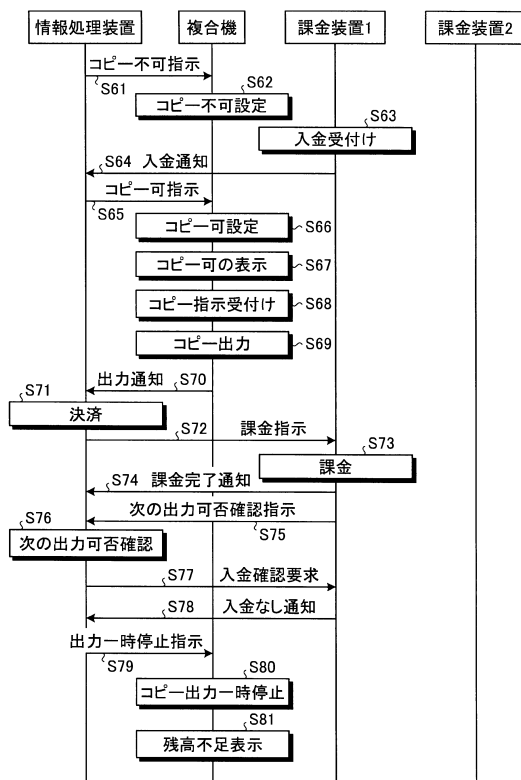 情報処理装置
複合機
課金装置1
課金装置2
コピー不可指示
S61
S62
コピー不可設定
S63
入金受付け
S64 入金通知
コピー可指示
S65
コピー可設定 S66
コピー可の表示 S67
コピー指示受付け S68
コピー出力 S69
出力通知 S70
S71
決済
S72 課金指示
S73
課金
S74 課金完了通知
次の出力可否確認指示
S75
S76
次の出力可否確認
S77 入金確認要求
S78 入金なし通知
出力一時停止指示
S79
S80
コピー出力一時停止
S81
残高不足表示